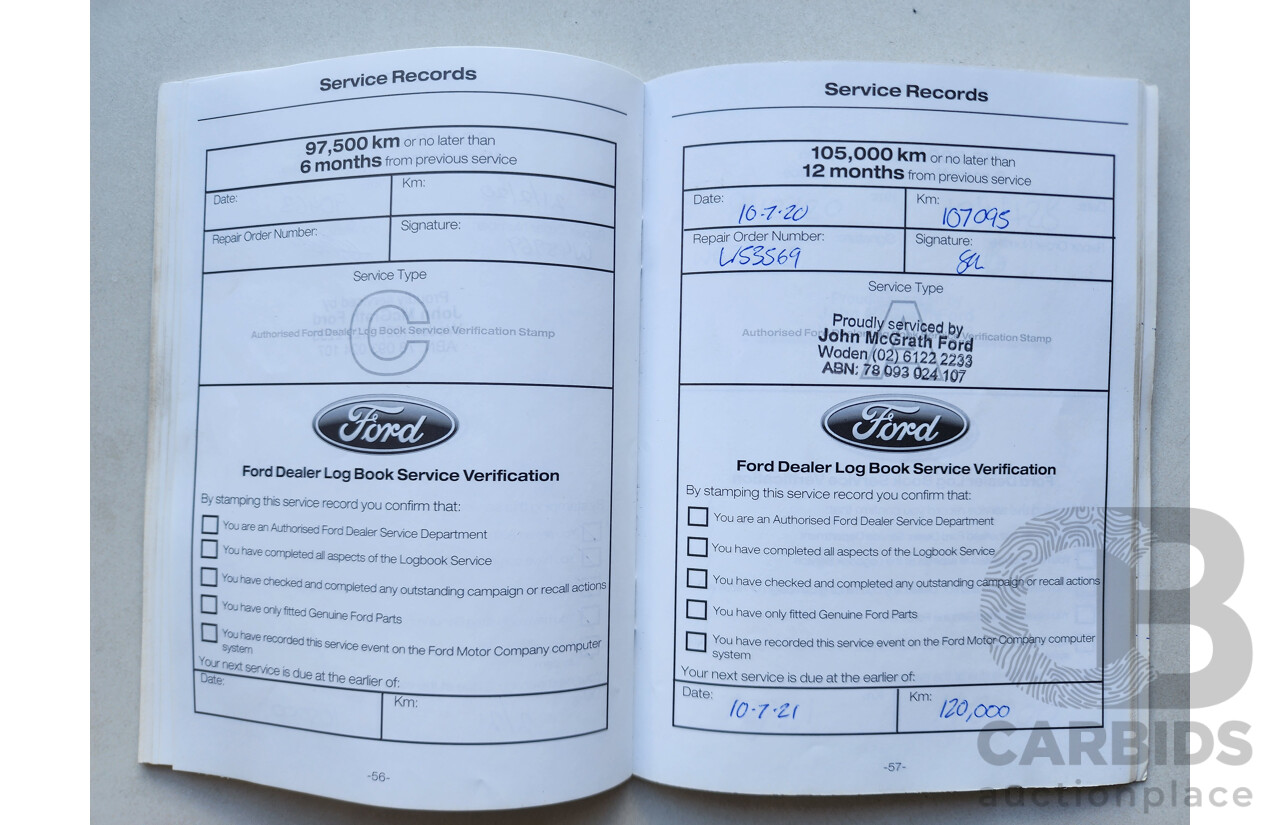 Service Records
97,500 km or no later than
6 months from previous service
Date:
Km:
Repair Order Number:
Signature:
Service Type
C
Authorised Ford Dealer Log Book Service Verification Stamp
Ford
Ford Dealer Log Book Service Verification
By stamping this service record you confirm that:
You are an Authorised Ford Dealer Service Department
You have completed all aspects of the Logbook Service
You have checked and completed any outstanding campaign or recall actions
You have only fitted Genuine Ford Parts
You have recorded this service event on the Ford Motor Company computer
system
Your next service is due at the earlier of:
Date:
Km:
-56-
Service Records
105,000 km or no later than
12 months from previous service
Date: 10-7-20
Km: 107095
Repair Order Number:
Signature:
Service Type
A
Authorised Ford Dealer Log Book Service Verification Stamp
Proudly serviced by
John McGrath Ford
Woden (02) 6122 2233
ABN: 78 093 024 107
Ford
Ford Dealer Log Book Service Verification
By stamping this service record you confirm that:
You are an Authorised Ford Dealer Service Department
You have completed all aspects of the Logbook Service
You have checked and completed any outstanding campaign or recall actions
You have only fitted Genuine Ford Parts
You have recorded this service event on the Ford Motor Company computer
system
Your next service is due at the earlier of:
Date: 10-7-21
Km: 120,000
-57-
CB
CARBIDS
auctionplace